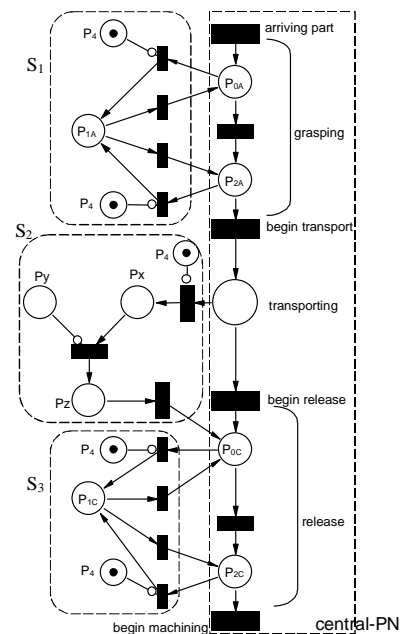 P4
arriving part
S1
P0A
P1A
grasping
P2A
P4
begin transport
S2
P4
Py
Px
transporting
Pz
begin release
P4
P0C
S3
P1C
release
P4
P2C
begin machining
central-PN